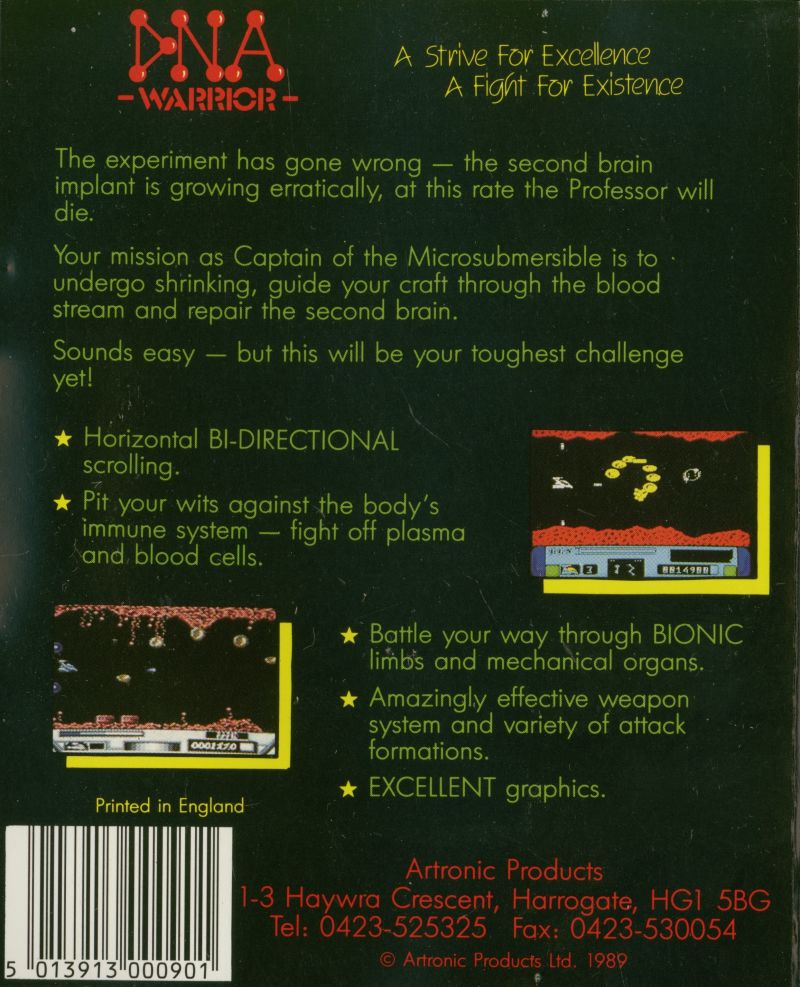 DNA
-WARRIOR-
A Strive For Excellence
A Fight For Existence
The experiment has gone wrong — the second brain
implant is growing erratically, at this rate the Professor will
die.
Your mission as Captain of the Microsubmersible is to
undergo shrinking, guide your craft through the blood
stream and repair the second brain.
Sounds easy — but this will be your toughest challenge
yet!
★ Horizontal BI-DIRECTIONAL
scrolling.
★ Pit your wits against the body's
immune system — fight off plasma
and blood cells.
3
0014900
★ Battle your way through BIONIC
limbs and mechanical organs.
★ Amazingly effective weapon
system and variety of attack
formations.
★ EXCELLENT graphics.
Printed in England
5 013913 000901
Artronic Products
1-3 Haywra Crescent, Harrogate, HG1 5BG
Tel: 0423-525325 Fax: 0423-530054
© Artronic Products Ltd. 1989